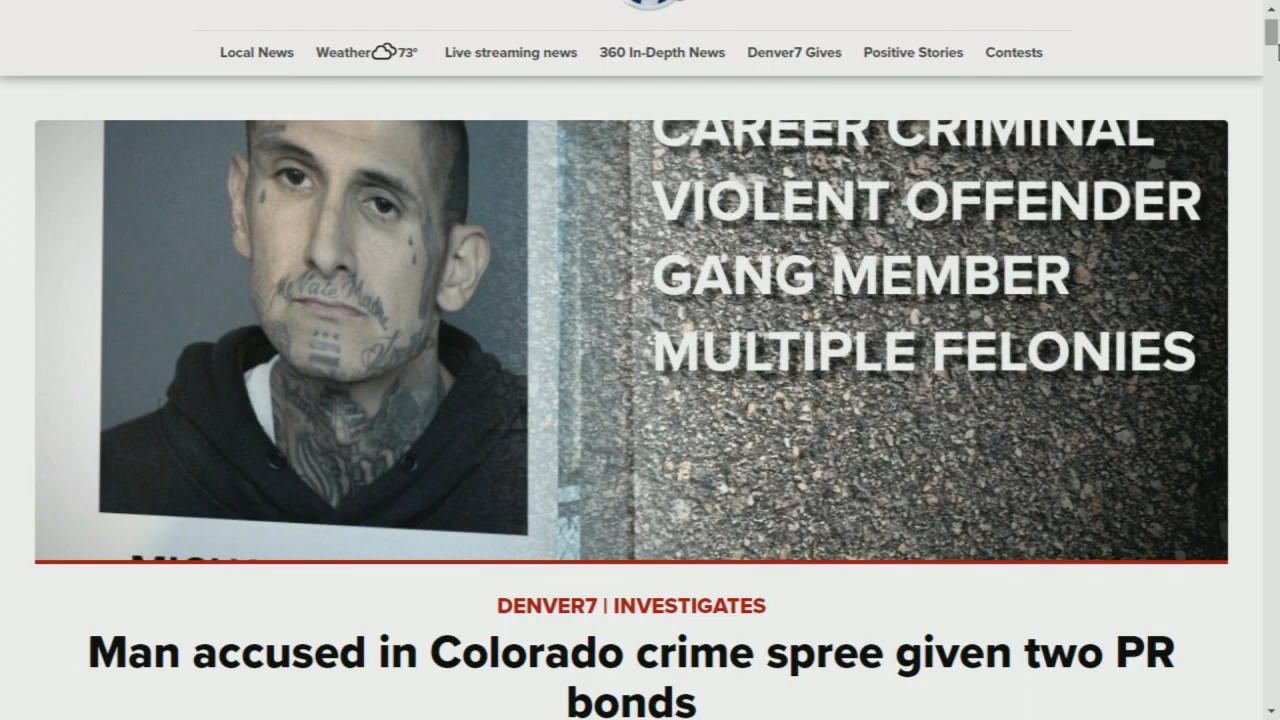 Local News Weather 73° Live streaming news 360 In-Depth News Denver7 Gives Positive Stories Contests
CAREER CRIMINAL
VIOLENT OFFENDER
GANG MEMBER
MULTIPLE FELONIES
DENVER7 | INVESTIGATES
Man accused in Colorado crime spree given two PR
bonds